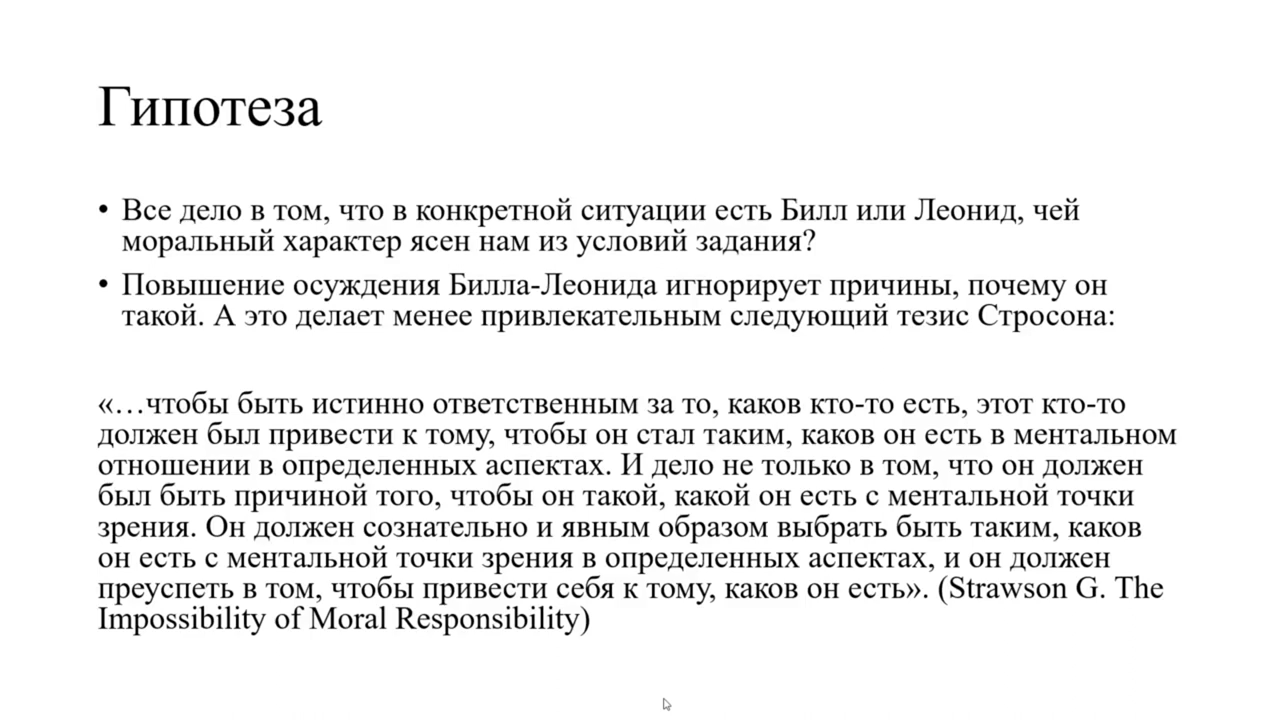 Гипотеза
• Все дело в том, что в конкретной ситуации есть Билл или Леонид, чей
моральный характер ясен нам из условий задания?
• Повышение осуждения Билла-Леонида игнорирует причины, почему он
такой. А это делает менее привлекательным следующий тезис Стросона:
«…чтобы быть истинно ответственным за то, каков кто-то есть, этот кто-то
должен был привести к тому, чтобы он стал таким, каков он есть в ментальном
отношении в определенных аспектах. И дело не только в том, что он должен
был быть причиной того, чтобы он такой, какой он есть с ментальной точки
зрения. Он должен сознательно и явным образом выбрать быть таким, каков
он есть с ментальной точки зрения в определенных аспектах, и он должен
преуспеть в том, чтобы привести себя к тому, каков он есть». (Strawson G. The
Impossibility of Moral Responsibility)